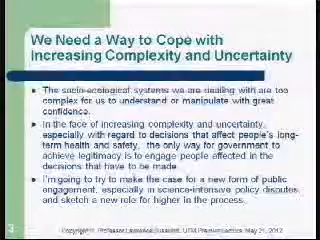 We Need a Way to Cope with
Increasing Complexity and Uncertainty
The socio-ecological systems we are dealing with are too
complex for us to understand or manipulate with great
confidence.
In the face of increasing complexity and uncertainty,
especially with regard to decisions that affect people's long-
term health and safety, the only way for government to
achieve legitimacy is to engage people affected in the
decisions that have to be made.
I'm going to try to make the case for a new form of public
engagement, especially in science-intensive policy disputes
and sketch a new role for higher in the process.
3
Copyright © Professor Lawrence Susskind, May 21, 2012